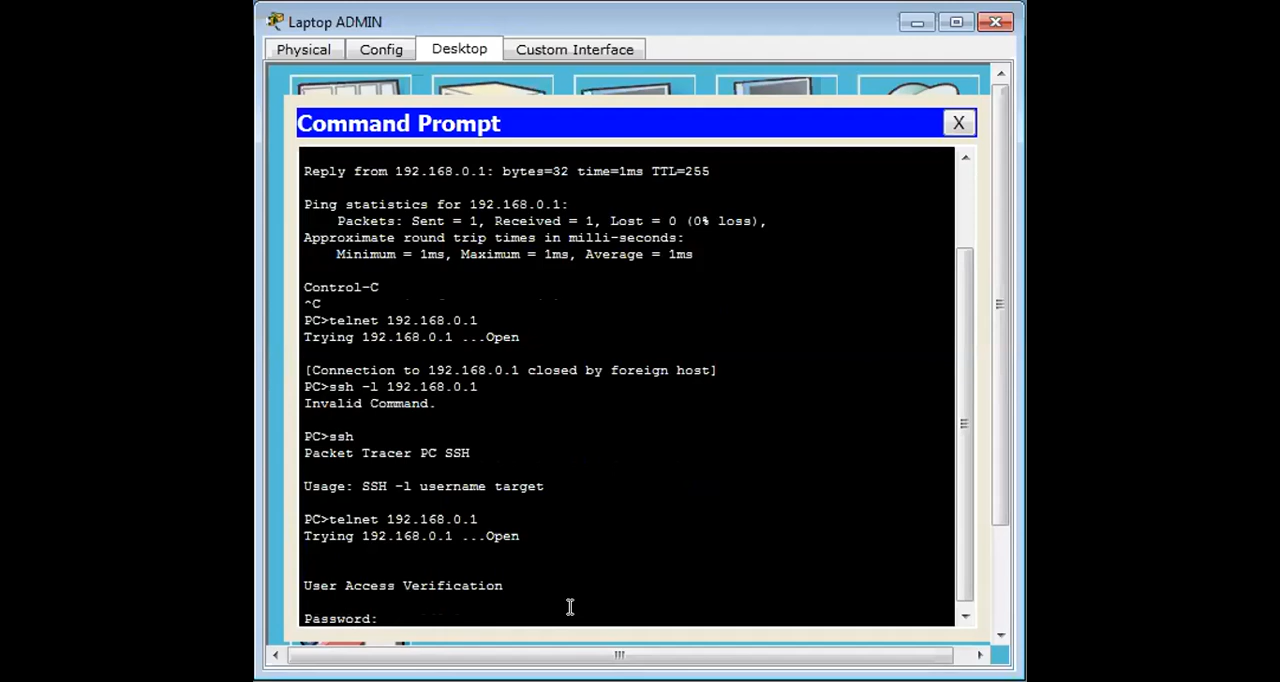 Laptop ADMIN
Physical Config Desktop Custom Interface
Command Prompt X
Reply from 192.168.0.1: bytes=32 time=1ms TTL=255
Ping statistics for 192.168.0.1:
Packets: Sent = 1, Received = 1, Lost = 0 (0% loss),
Approximate round trip times in milli-seconds:
Minimum = 1ms, Maximum = 1ms, Average = 1ms
Control-C
^C
PC>telnet 192.168.0.1
Trying 192.168.0.1 ...Open
[Connection to 192.168.0.1 closed by foreign host]
PC>ssh -l 192.168.0.1
Invalid Command.
PC>ssh
Packet Tracer PC SSH
Usage: SSH -l username target
PC>telnet 192.168.0.1
Trying 192.168.0.1 ...Open
User Access Verification
Password: